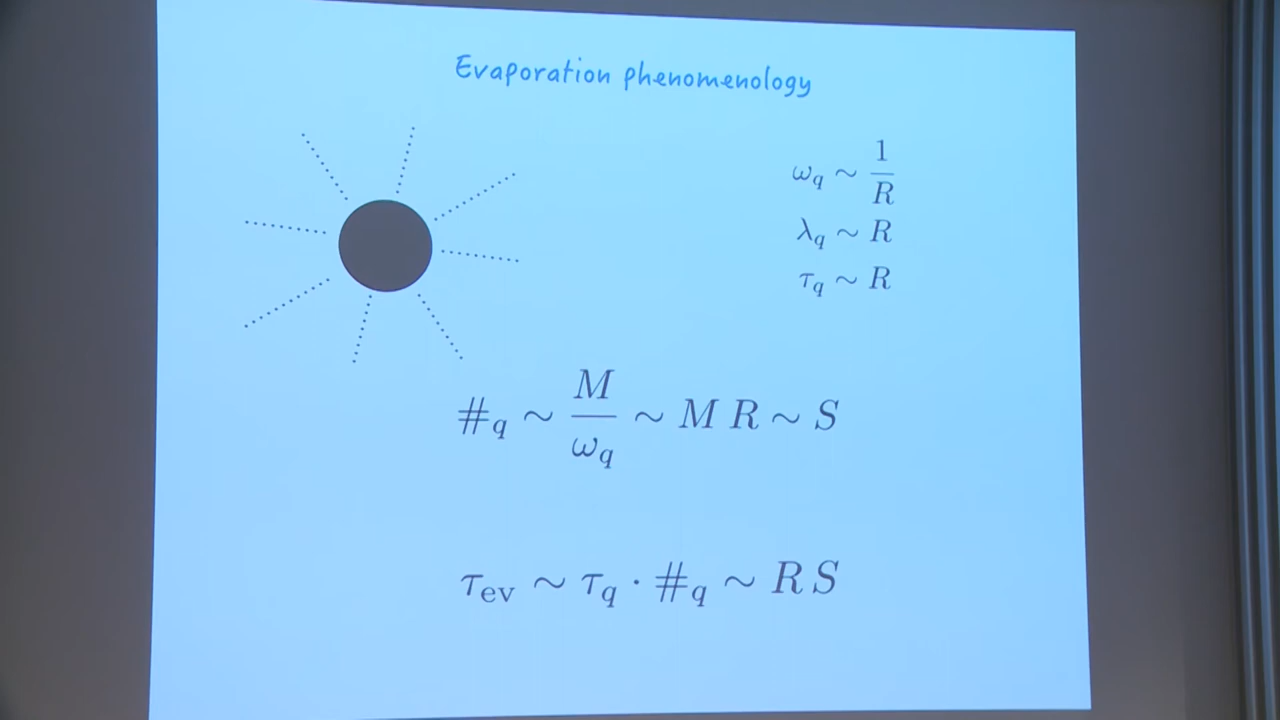 Evaporation phenomenology
ω_q ∼ 1/R
λ_q ∼ R
τ_q ∼ R
#_q ∼ M/ω_q ∼ M R ∼ S
τ_ev ∼ τ_q · #_q ∼ R S